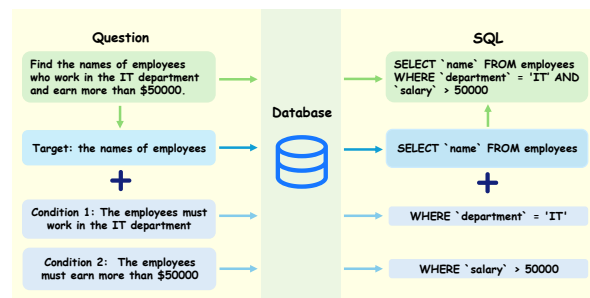 Question
SQL
Find the names of employees
who work in the IT department
and earn more than $50000.
SELECT `name` FROM employees
WHERE `department` = 'IT' AND
`salary` > 50000
Database
Target: the names of employees
SELECT `name` FROM employees
+
+
Condition 1: The employees must
work in the IT department
WHERE `department` = 'IT'
Condition 2:  The employees
must earn more than $50000
WHERE `salary` > 50000